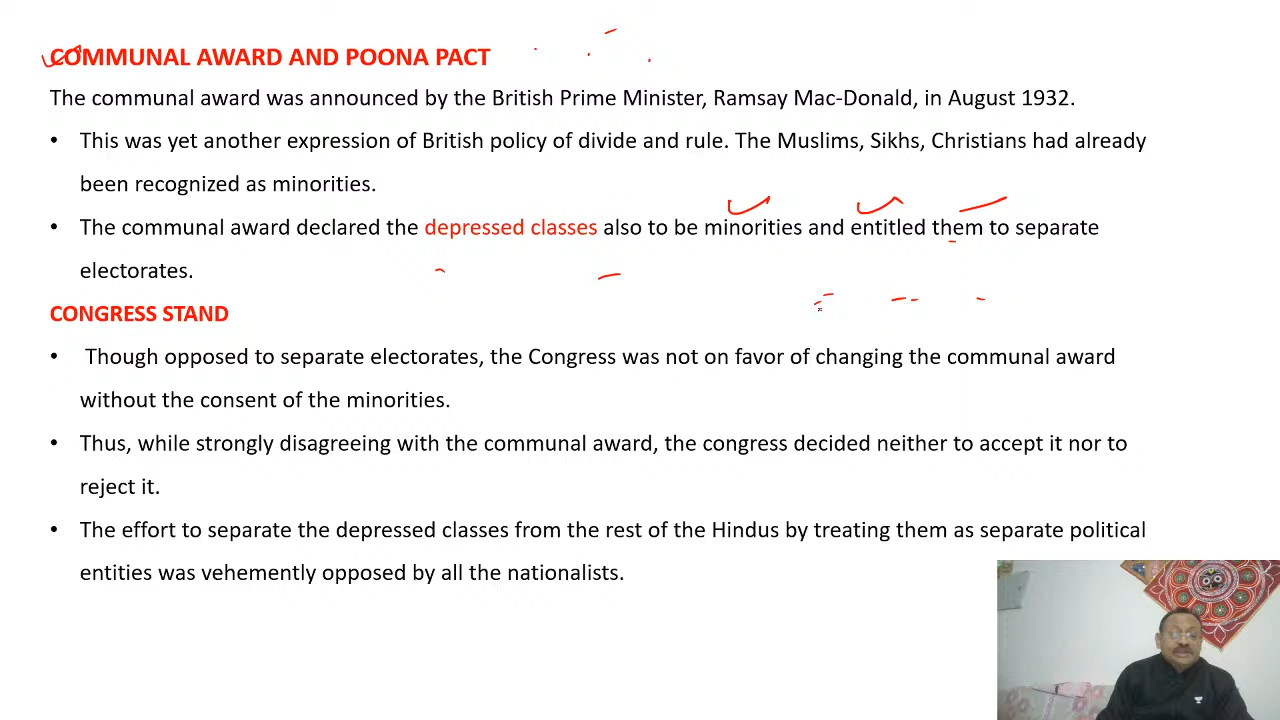 COMMUNAL AWARD AND POONA PACT
The communal award was announced by the British Prime Minister, Ramsay Mac-Donald, in August 1932.
• This was yet another expression of British policy of divide and rule. The Muslims, Sikhs, Christians had already
been recognized as minorities.
• The communal award declared the depressed classes also to be minorities and entitled them to separate
electorates.
CONGRESS STAND
• Though opposed to separate electorates, the Congress was not on favor of changing the communal award
without the consent of the minorities.
• Thus, while strongly disagreeing with the communal award, the congress decided neither to accept it nor to
reject it.
• The effort to separate the depressed classes from the rest of the Hindus by treating them as separate political
entities was vehemently opposed by all the nationalists.